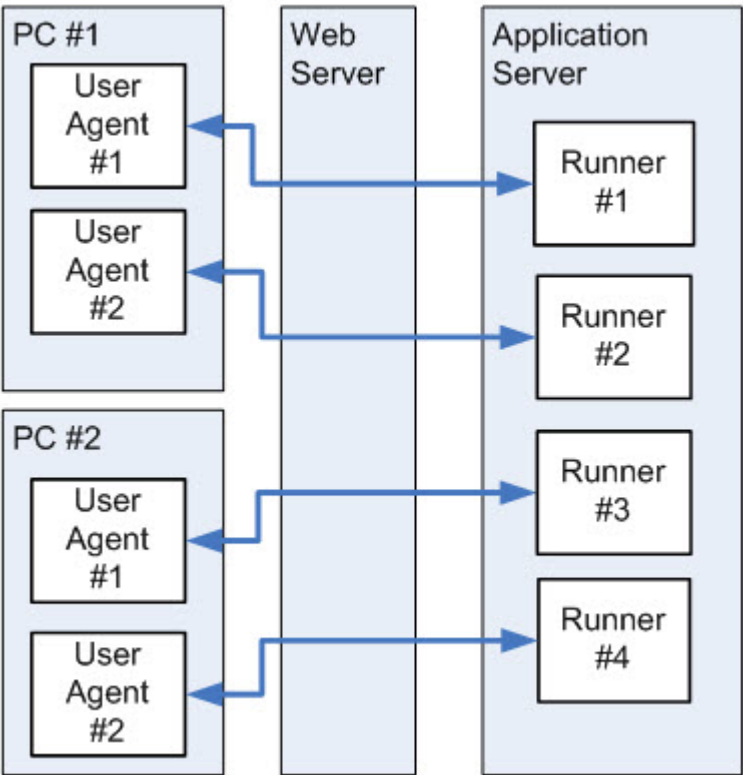 PC #1
User
Agent
#1
User
Agent
#2
PC #2
User
Agent
#1
User
Agent
#2
Web
Server
Application
Server
Runner
#1
Runner
#2
Runner
#3
Runner
#4